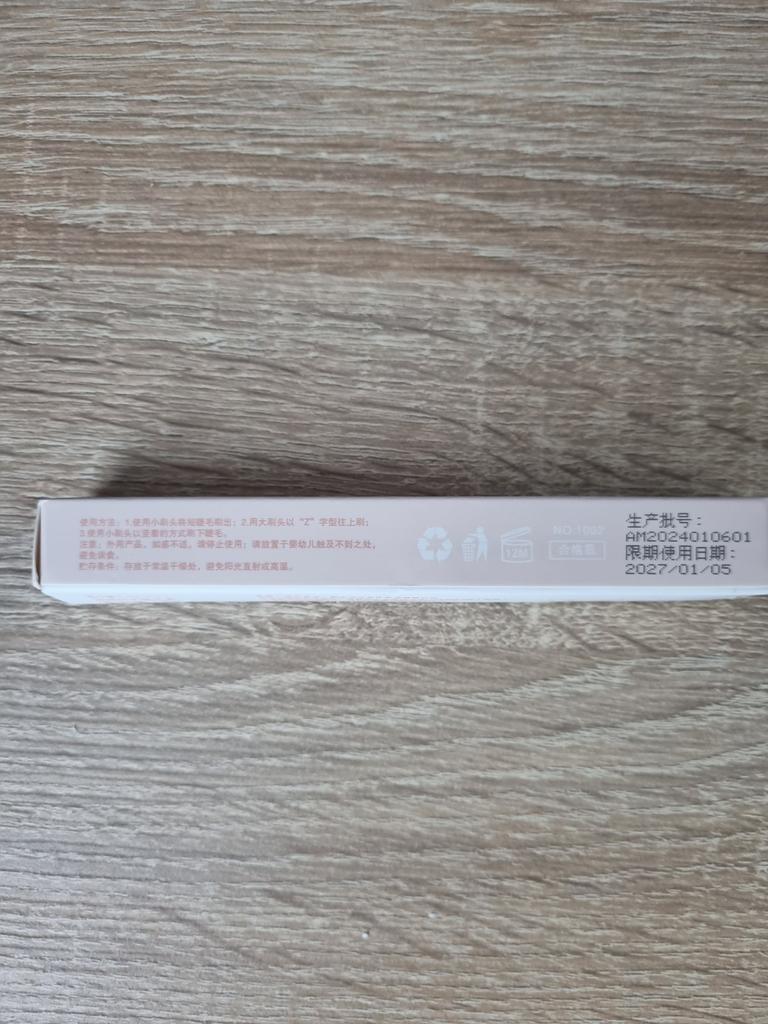 使用方法：1.使用小刷头将短睫毛刷出；2.用大刷头以“Z”字型往上刷；
3.使用小刷头以竖着的方式刷下睫毛。
注意：外用产品，如感不适，请停止使用；请放置于婴幼儿触及不到之处，
避免误食。
贮存条件：存放于常温干燥处，避免阳光直射或高温。
12M
NO.1002
合格品
生产批号：
AM2024010601
限期使用日期：
2027/01/05